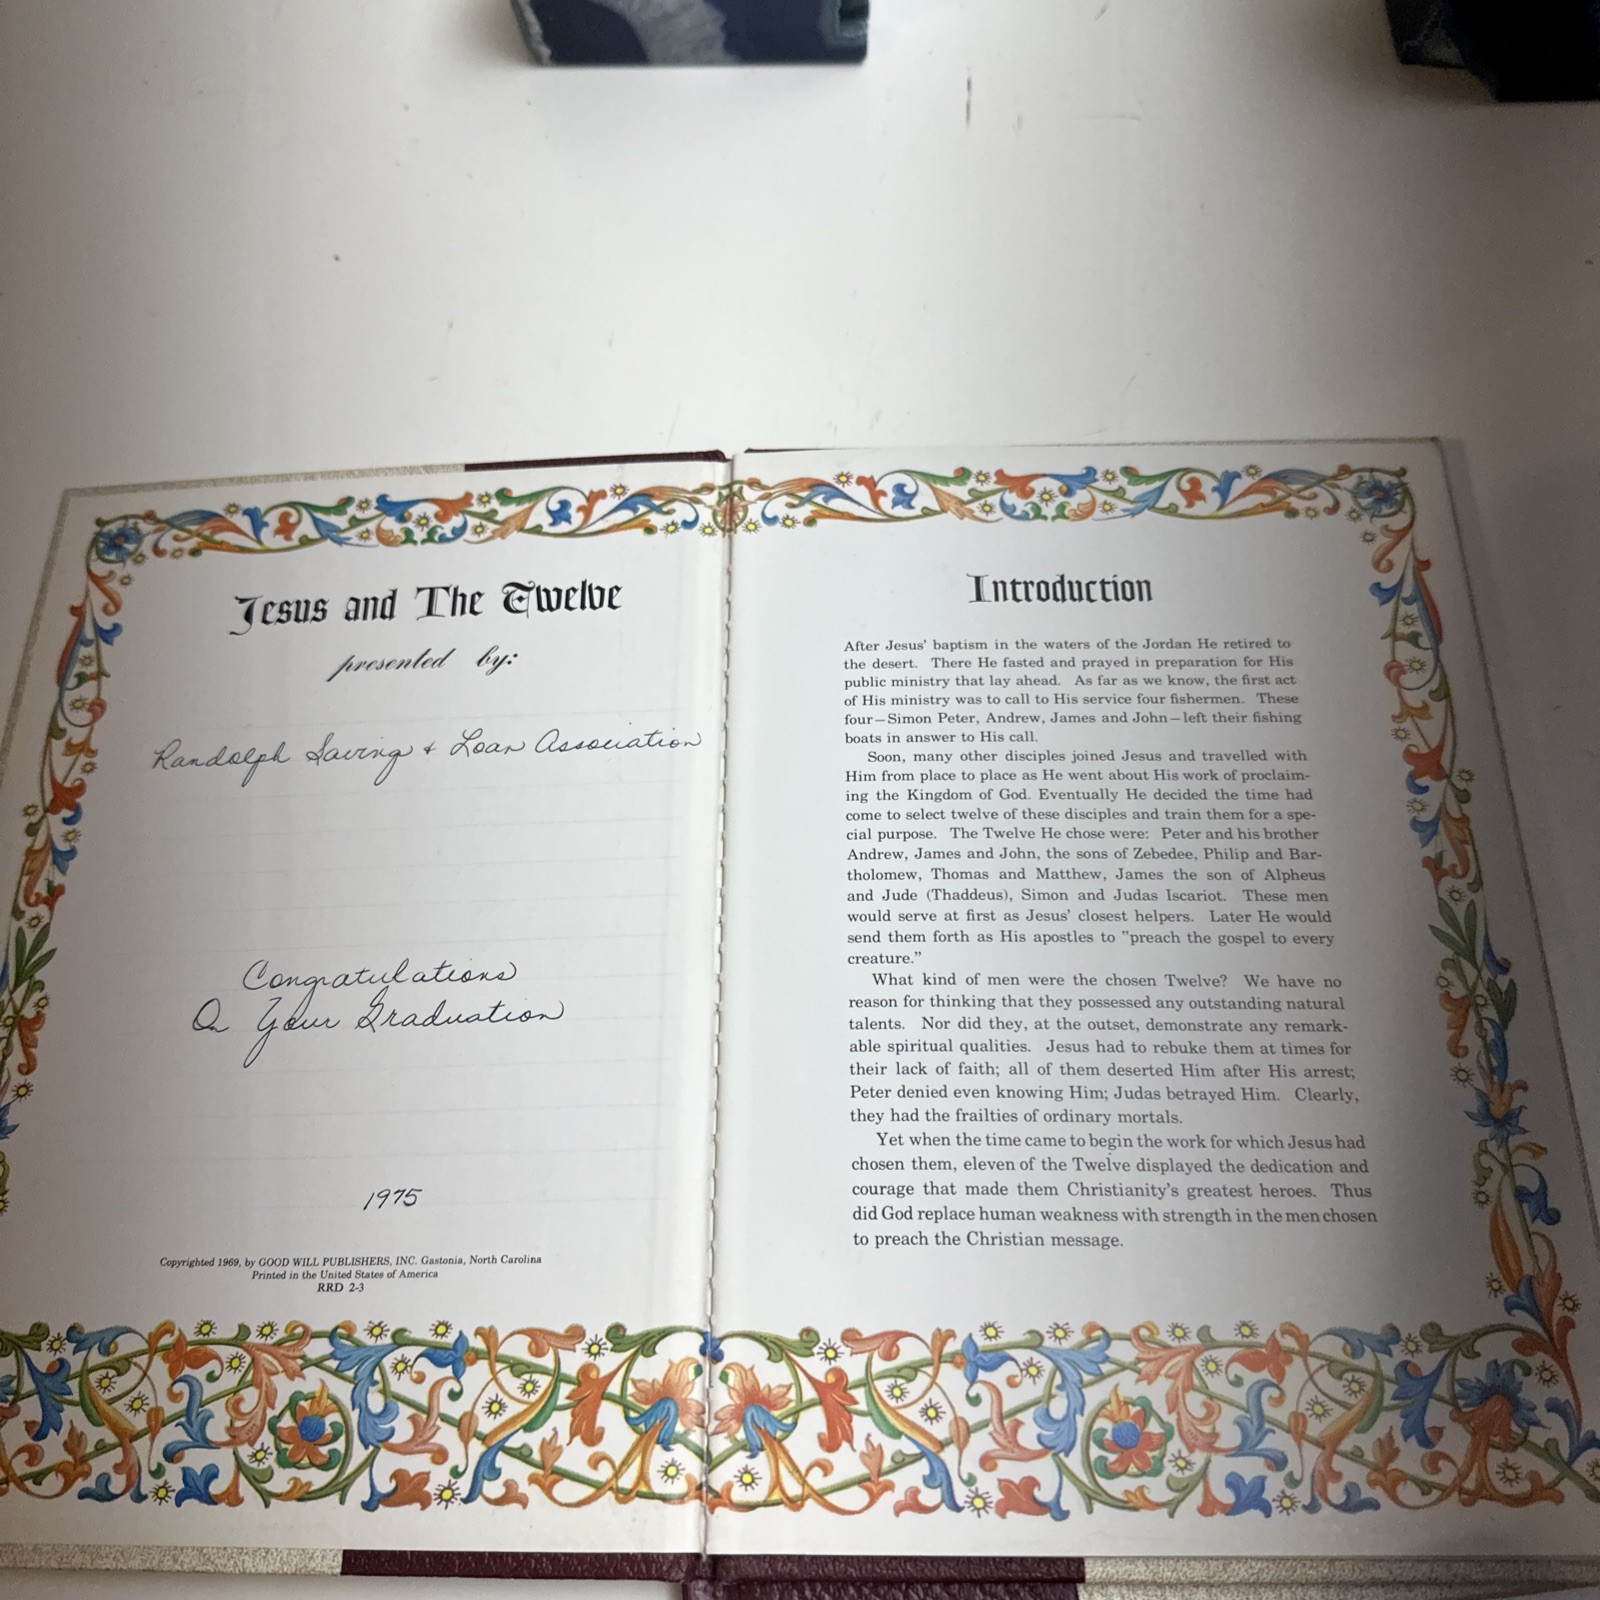 Jesus and The Twelve
presented by:
Randolph Saving + Loan Association
Congratulations
On Your Graduation
1975
Copyrighted 1969, by GOOD WILL PUBLISHERS, INC. Gastonia, North Carolina
Printed in the United States of America
RRD 2-3
Introduction
After Jesus' baptism in the waters of the Jordan He retired to
the desert. There He fasted and prayed in preparation for His
public ministry that lay ahead. As far as we know, the first act
of His ministry was to call to His service four fishermen. These
four—Simon Peter, Andrew, James and John—left their fishing
boats in answer to His call.
Soon, many other disciples joined Jesus and travelled with
Him from place to place as He went about His work of proclaim-
ing the Kingdom of God. Eventually He decided the time had
come to select twelve of these disciples and train them for a spe-
cial purpose. The Twelve He chose were: Peter and his brother
Andrew, James and John, the sons of Zebedee, Philip and Bar-
tholomew, Thomas and Matthew, James the son of Alpheus
and Jude (Thaddeus), Simon and Judas Iscariot. These men
would serve at first as Jesus' closest helpers. Later He would
send them forth as His apostles to "preach the gospel to every
creature."
What kind of men were the chosen Twelve? We have no
reason for thinking that they possessed any outstanding natural
talents. Nor did they, at the outset, demonstrate any remark-
able spiritual qualities. Jesus had to rebuke them at times for
their lack of faith; all of them deserted Him after His arrest;
Peter denied even knowing Him; Judas betrayed Him. Clearly,
they had the frailties of ordinary mortals.
Yet when the time came to begin the work for which Jesus had
chosen them, eleven of the Twelve displayed the dedication and
courage that made them Christianity's greatest heroes. Thus
did God replace human weakness with strength in the men chosen
to preach the Christian message.